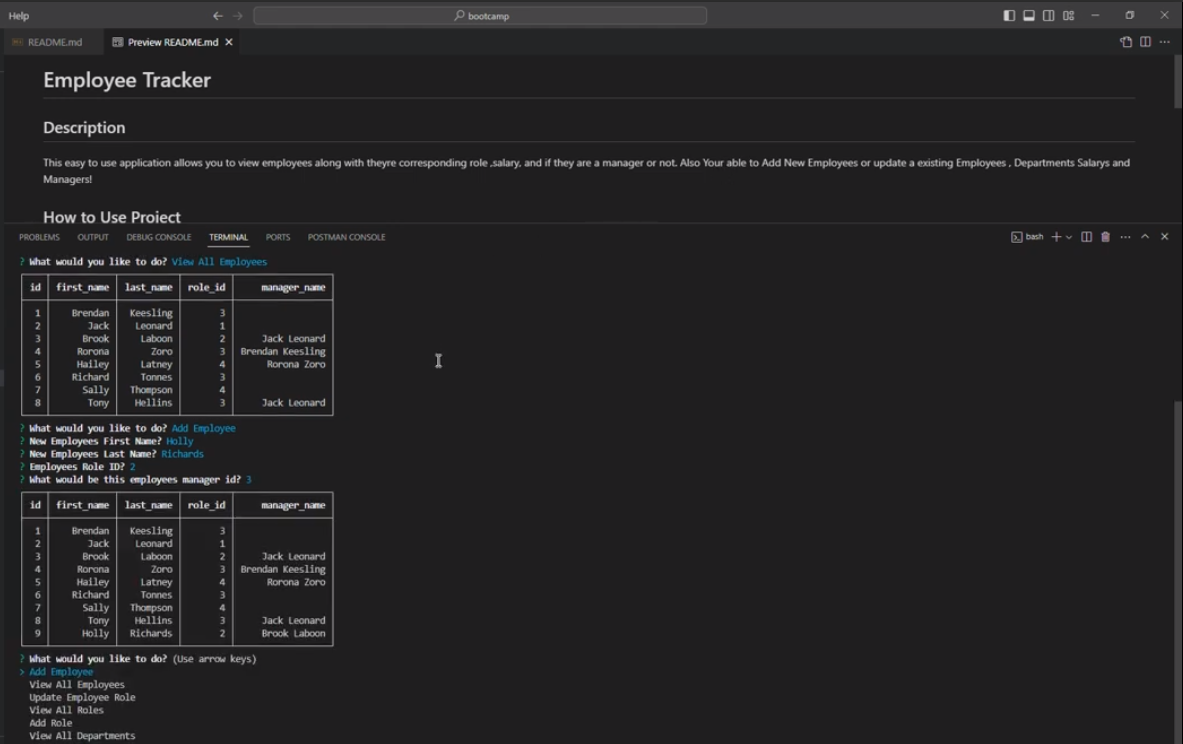 Help
bootcamp
README.md
Preview README.md
Employee Tracker
Description
This easy to use application allows you to view employees along with theyre corresponding role ,salary, and if they are a manager or not. Also Your able to Add New Employees or update a existing Employees , Departments Salarys and
Managers!
How to Use Project
PROBLEMS OUTPUT DEBUG CONSOLE TERMINAL PORTS POSTMAN CONSOLE bash
? What would you like to do? View All Employees
id first_name last_name role_id manager_name
1 Brendan Keesling 3
2 Jack Leonard 1
3 Brook Laboon 2 Jack Leonard
4 Rorona Zoro 3 Brendan Keesling
5 Hailey Latney 4 Rorona Zoro
6 Richard Tonnes 3
7 Sally Thompson 4
8 Tony Hellins 3 Jack Leonard
? What would you like to do? Add Employee
? New Employees First Name? Holly
? New Employees Last Name? Richards
? Employees Role ID? 2
? What would be this employees manager id? 3
id first_name last_name role_id manager_name
1 Brendan Keesling 3
2 Jack Leonard 1
3 Brook Laboon 2 Jack Leonard
4 Rorona Zoro 3 Brendan Keesling
5 Hailey Latney 4 Rorona Zoro
6 Richard Tonnes 3
7 Sally Thompson 4
8 Tony Hellins 3 Jack Leonard
9 Holly Richards 2 Brook Laboon
? What would you like to do? (Use arrow keys)
> Add Employee
View All Employees
Update Employee Role
View All Roles
Add Role
View All Departments